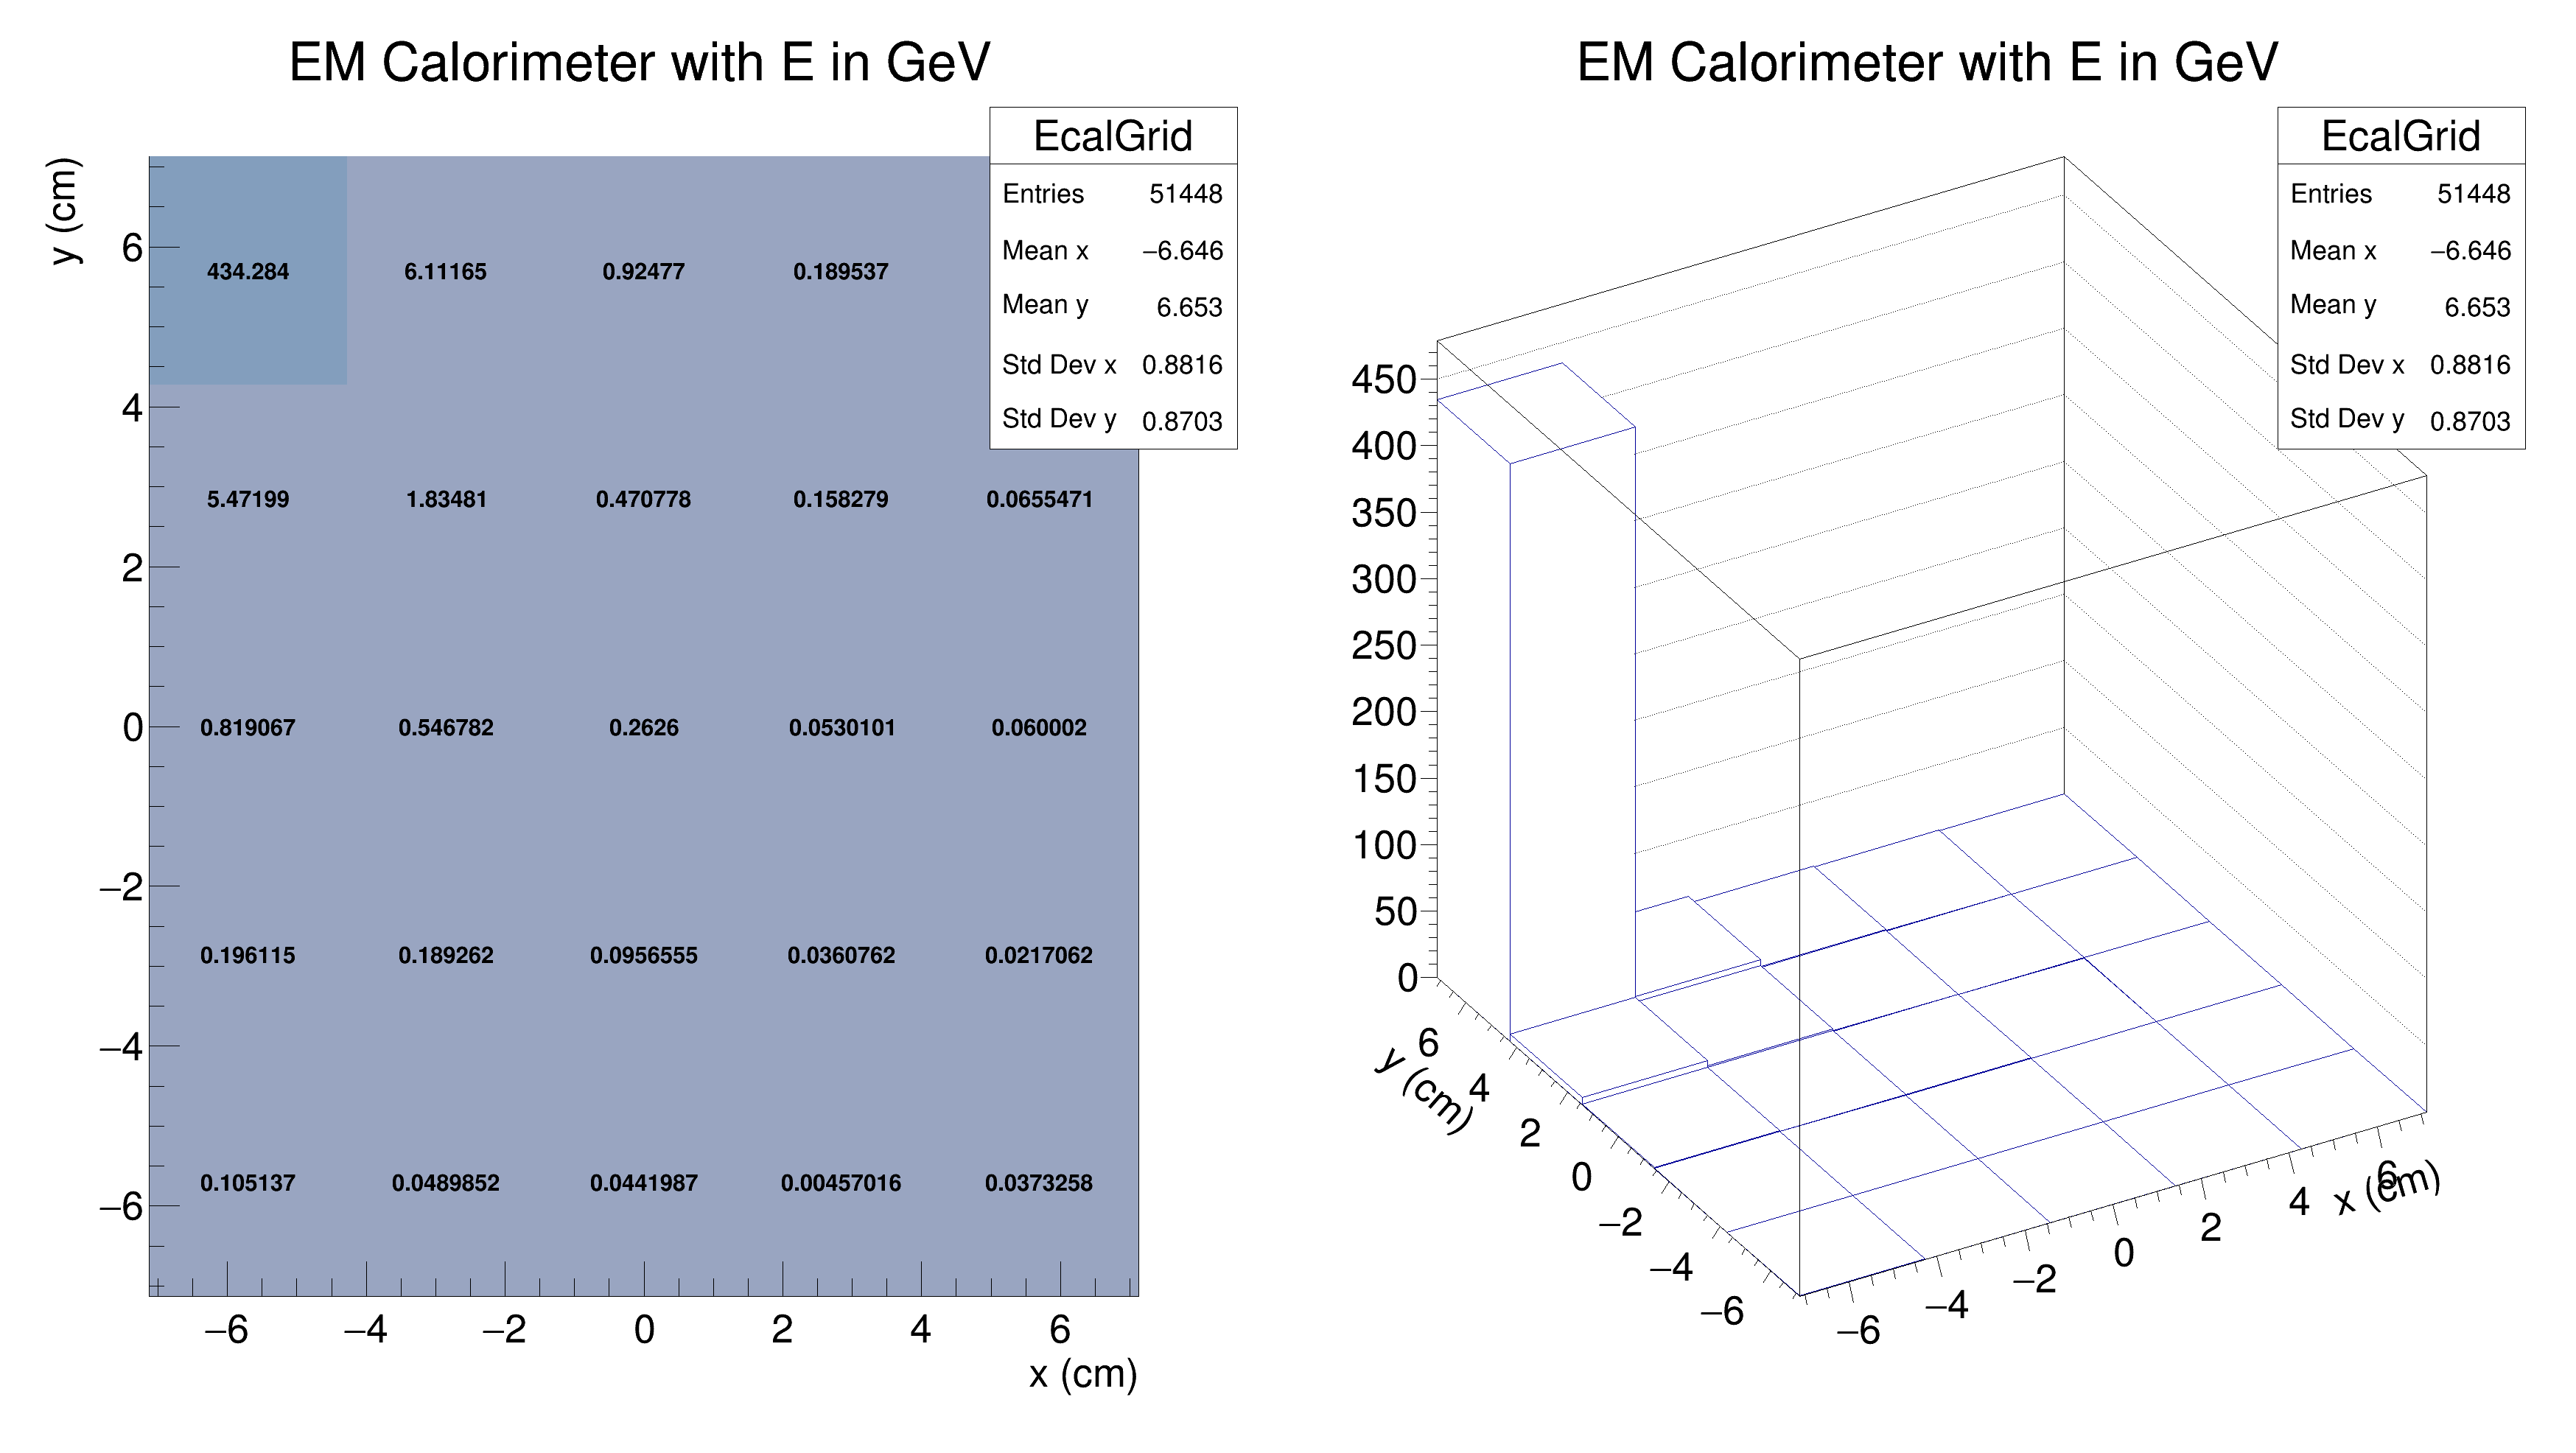 EM Calorimeter with E in GeV
EcalGrid
Entries 51448
Mean x −6.646
Mean y 6.653
Std Dev x 0.8816
Std Dev y 0.8703
y (cm)
6
4
2
0
−2
−4
−6
434.284 6.11165 0.92477 0.189537
5.47199 1.83481 0.470778 0.158279 0.0655471
0.819067 0.546782 0.2626 0.0530101 0.060002
0.196115 0.189262 0.0956555 0.0360762 0.0217062
0.105137 0.0489852 0.0441987 0.00457016 0.0373258
−6 −4 −2 0 2 4 6
x (cm)
EM Calorimeter with E in GeV
EcalGrid
Entries 51448
Mean x −6.646
Mean y 6.653
Std Dev x 0.8816
Std Dev y 0.8703
450
400
350
300
250
200
150
100
50
0
y (cm)
6
4
2
0
−2
−4
−6
−6 −4 −2 0 2 4 6
x (cm)